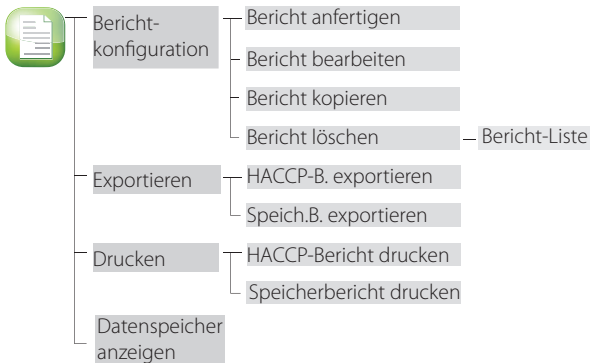 Bericht-
konfiguration
Bericht anfertigen
Bericht bearbeiten
Bericht kopieren
Bericht löschen
Bericht-Liste
Exportieren
HACCP-B. exportieren
Speich.B. exportieren
Drucken
HACCP-Bericht drucken
Speicherbericht drucken
Datenspeicher
anzeigen